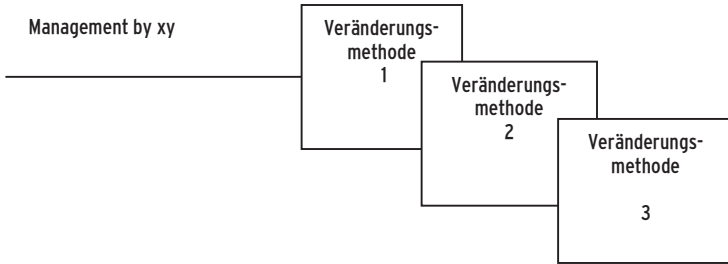 Management by xy
Veränderungs-
methode
1
Veränderungs-
methode
2
Veränderungs-
methode
3